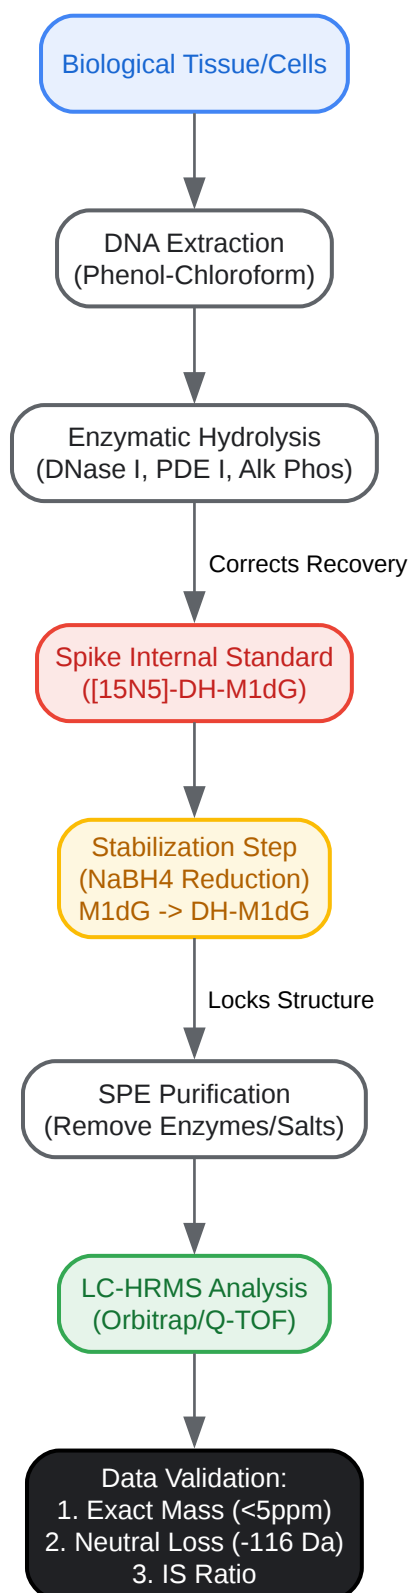 Biological Tissue/Cells
DNA Extraction
(Phenol-Chloroform)
Enzymatic Hydrolysis
(DNase I, PDE I, Alk Phos)
Corrects Recovery
Spike Internal Standard
([15N5]-DH-M1dG)
Stabilization Step
(NaBH4 Reduction)
M1dG -> DH-M1dG
Locks Structure
SPE Purification
(Remove Enzymes/Salts)
LC-HRMS Analysis
(Orbitrap/Q-TOF)
Data Validation:
1. Exact Mass (<5ppm)
2. Neutral Loss (-116 Da)
3. IS Ratio